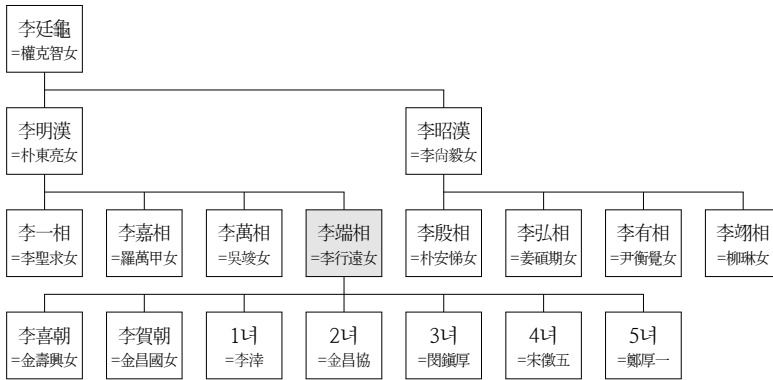 李廷龜
=權克智女
李明漢
=朴東亮女
李昭漢
=李尙毅女
李一相
=李聖求女
李嘉相
=羅萬甲女
李萬相
=吳竣女
李端相
=李行遠女
李殷相
=朴安悌女
李弘相
=姜碩期女
李有相
=尹衡覺女
李翊相
=柳琳女
李喜朝
=金壽興女
李賀朝
=金昌國女
1녀
=李涬
2녀
=金昌協
3녀
=閔鎭厚
4녀
=宋徵五
5녀
=鄭厚一